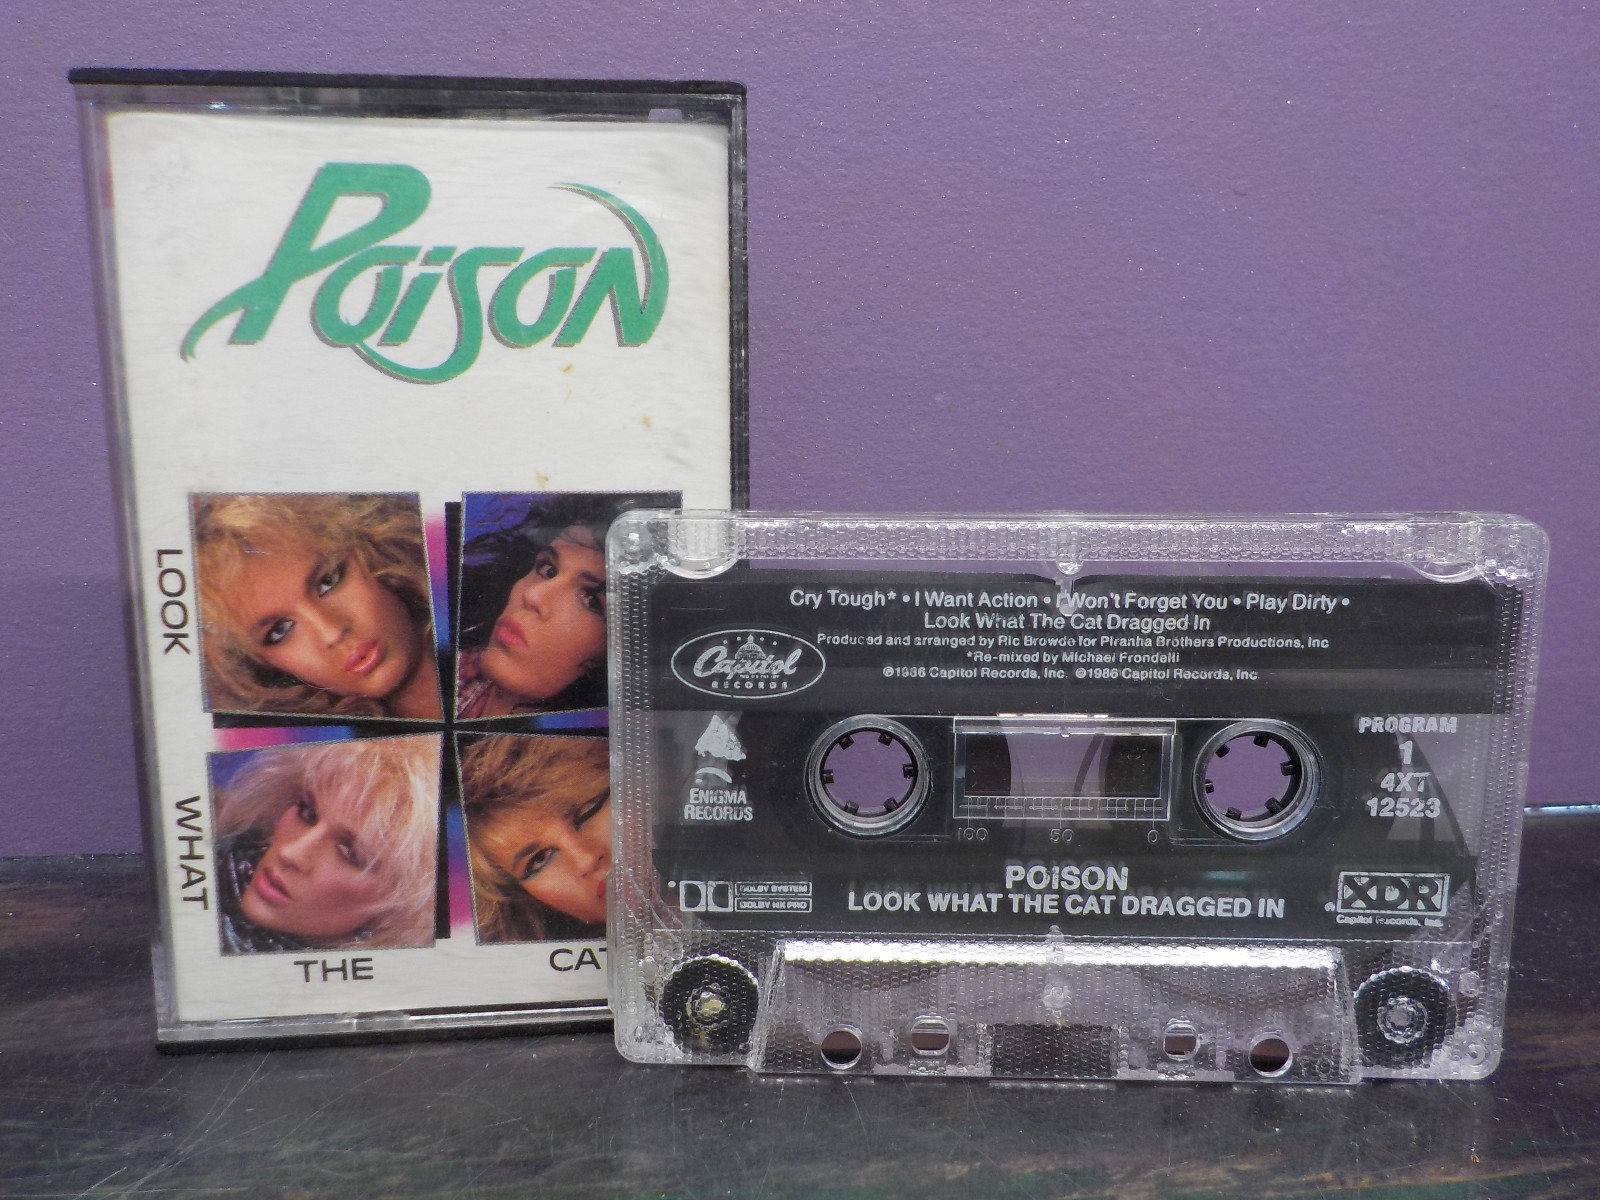 Poison
LOOK
WHAT
THE
CAT
Cry Tough* • I Want Action • I Won't Forget You • Play Dirty •
Look What The Cat Dragged In
Produced and arranged by Ric Browde for Piranha Brothers Productions, Inc
*Re-mixed by Michael Frondelli
©1986 Capitol Records, Inc. ©1986 Capitol Records, Inc.
Capitol
RECORDS
ENIGMA
RECORDS
PROGRAM
1
4XT
12523
100 50 0
POISON
LOOK WHAT THE CAT DRAGGED IN
DOLBY SYSTEM
DOLBY HX PRO
XDR
Capitol Records, Inc.